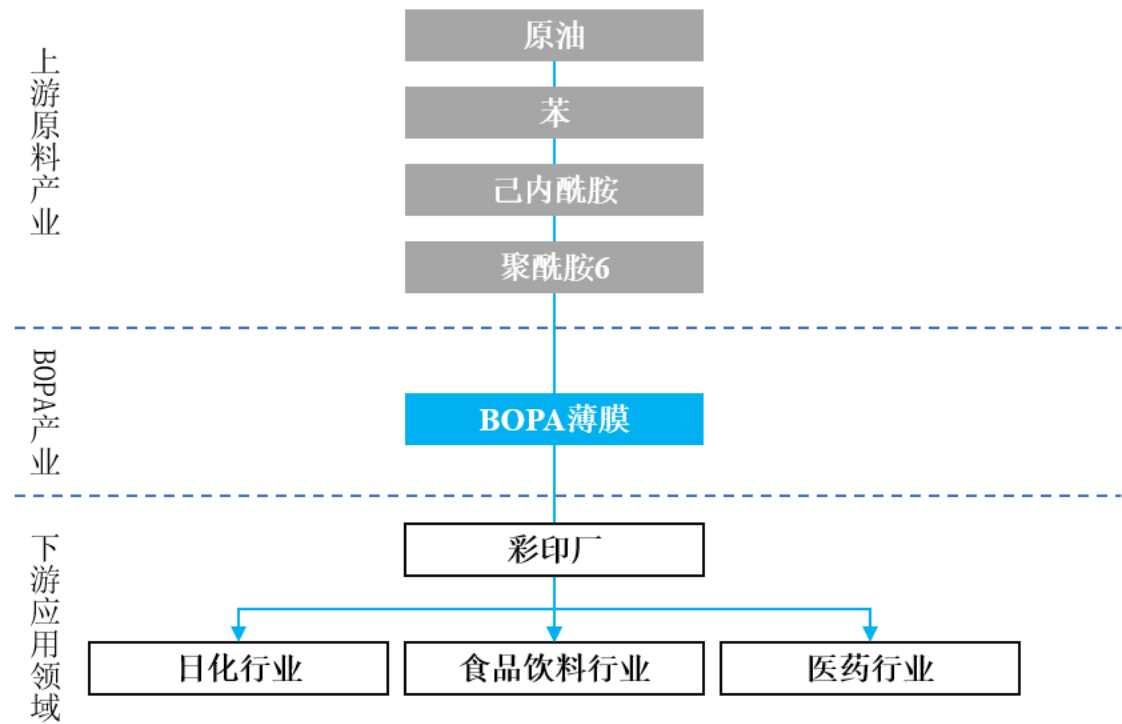 上游原料产业
原油
苯
己内酰胺
聚酰胺6
BOPA产业
BOPA薄膜
下游应用领域
彩印厂
日化行业
食品饮料行业
医药行业